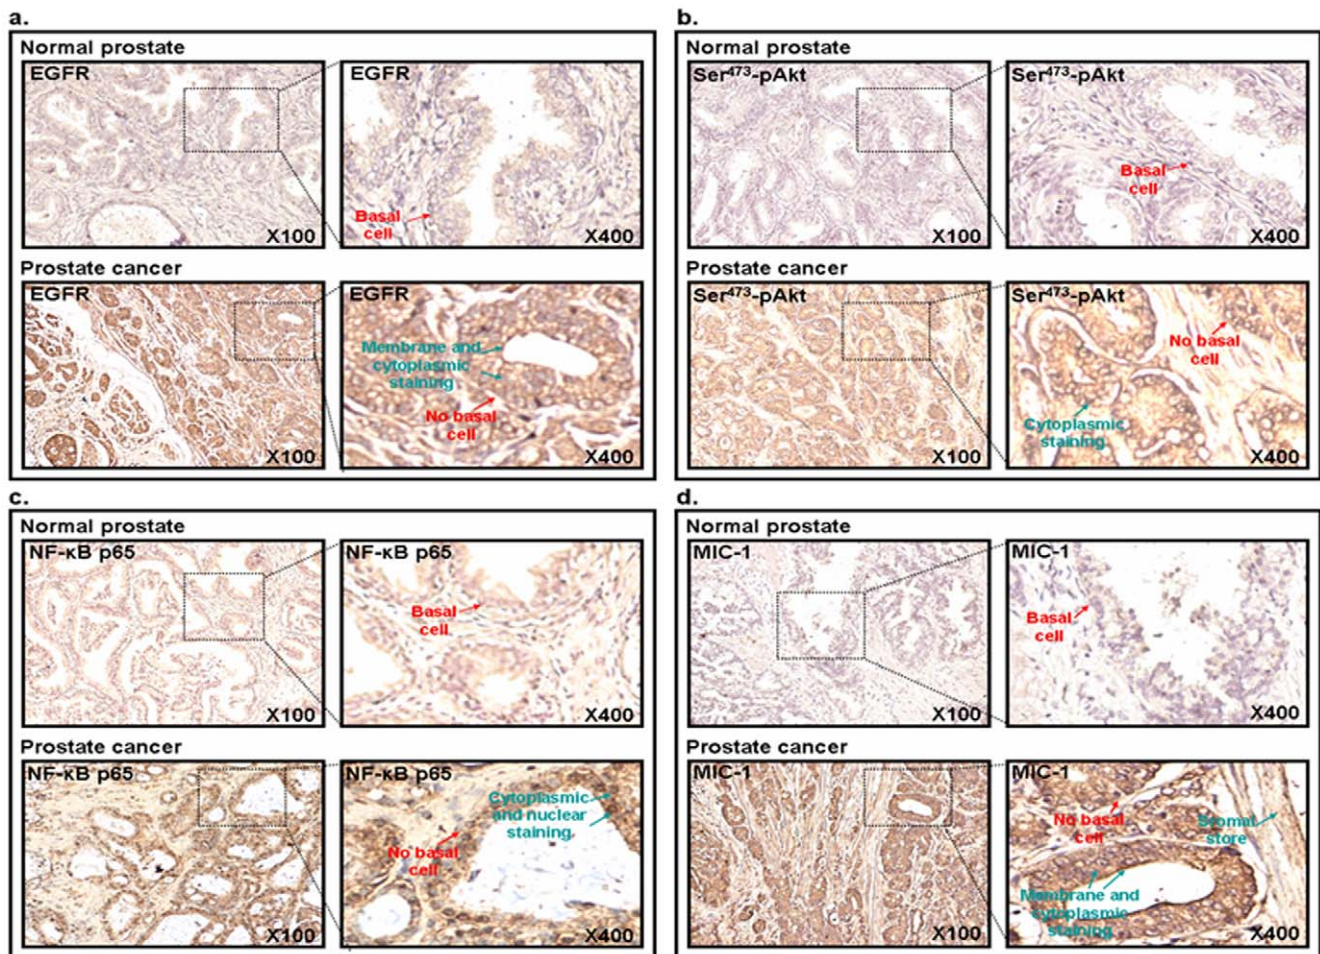 a.
Normal prostate
EGFR
X100
EGFR
Basal
cell
X400
Prostate cancer
EGFR
X100
EGFR
Membrane and
cytoplasmic
staining
No basal
cell
X400
b.
Normal prostate
Ser⁴⁷³-pAkt
X100
Ser⁴⁷³-pAkt
Basal
cell
X400
Prostate cancer
Ser⁴⁷³-pAkt
X100
Ser⁴⁷³-pAkt
No basal
cell
Cytoplasmic
staining
X400
c.
Normal prostate
NF-κB p65
X100
NF-κB p65
Basal
cell
X400
Prostate cancer
NF-κB p65
X100
NF-κB p65
Cytoplasmic
and nuclear
staining
No basal
cell
X400
d.
Normal prostate
MIC-1
X100
MIC-1
Basal
cell
X400
Prostate cancer
MIC-1
X100
MIC-1
No basal
cell
Stromal
store
Membrane and
cytoplasmic
staining
X400